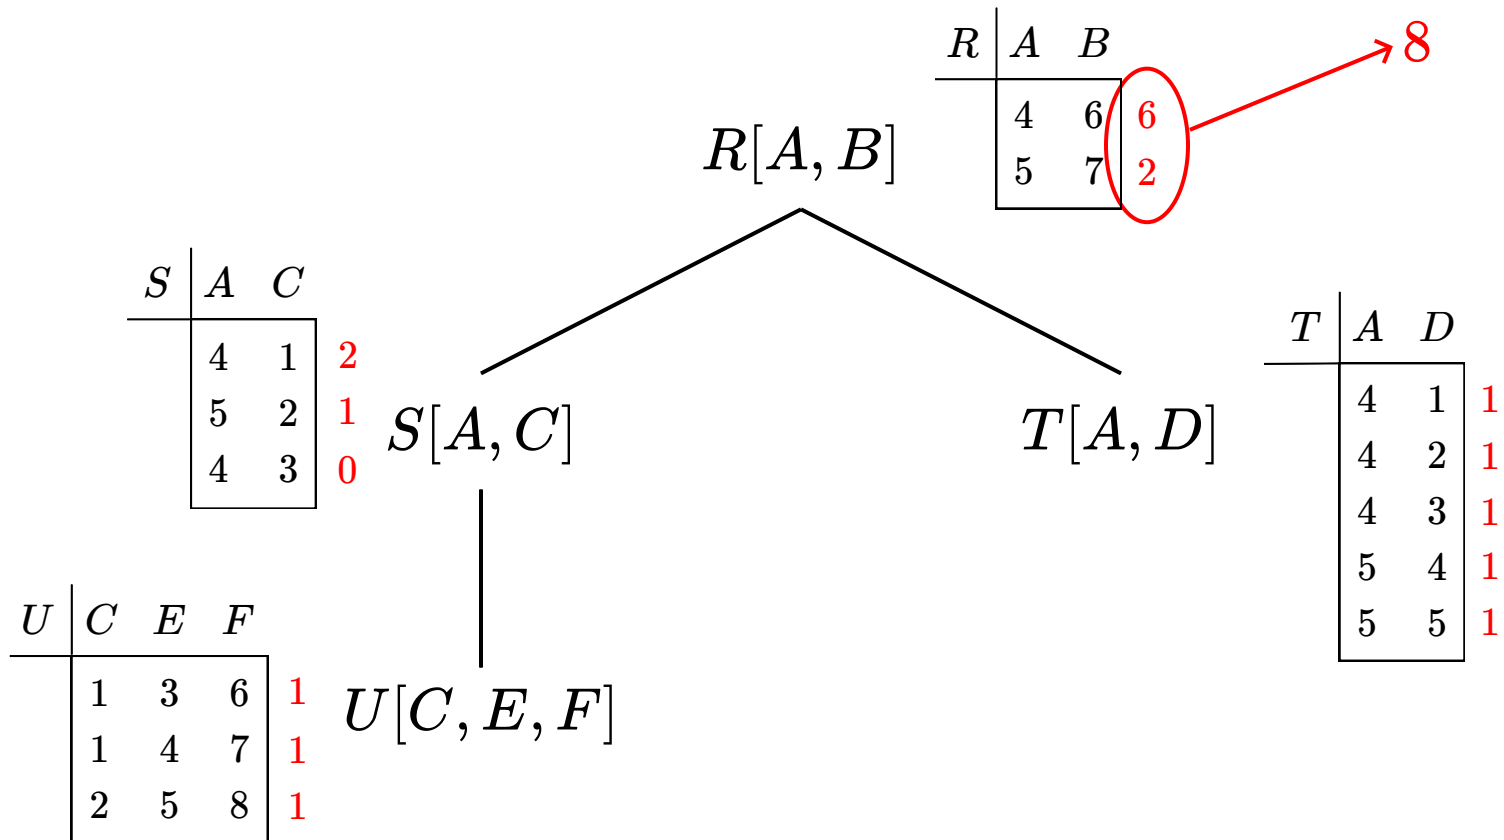 R A B
4 6 6
5 7 2
8
R[A, B]
S A C
4 1 2
5 2 1
4 3 0
S[A, C]
T[A, D]
T A D
4 1 1
4 2 1
4 3 1
5 4 1
5 5 1
U C E F
1 3 6 1
1 4 7 1
2 5 8 1
U[C, E, F]